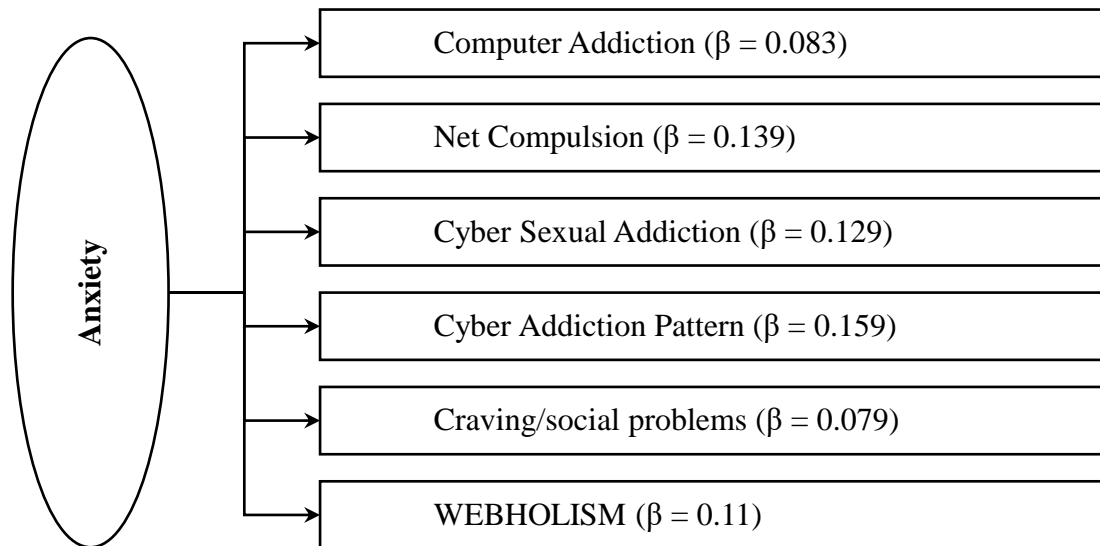 Anxiety
Computer Addiction (β = 0.083)
Net Compulsion (β = 0.139)
Cyber Sexual Addiction (β = 0.129)
Cyber Addiction Pattern (β = 0.159)
Craving/social problems (β = 0.079)
WEBHOLISM (β = 0.11)